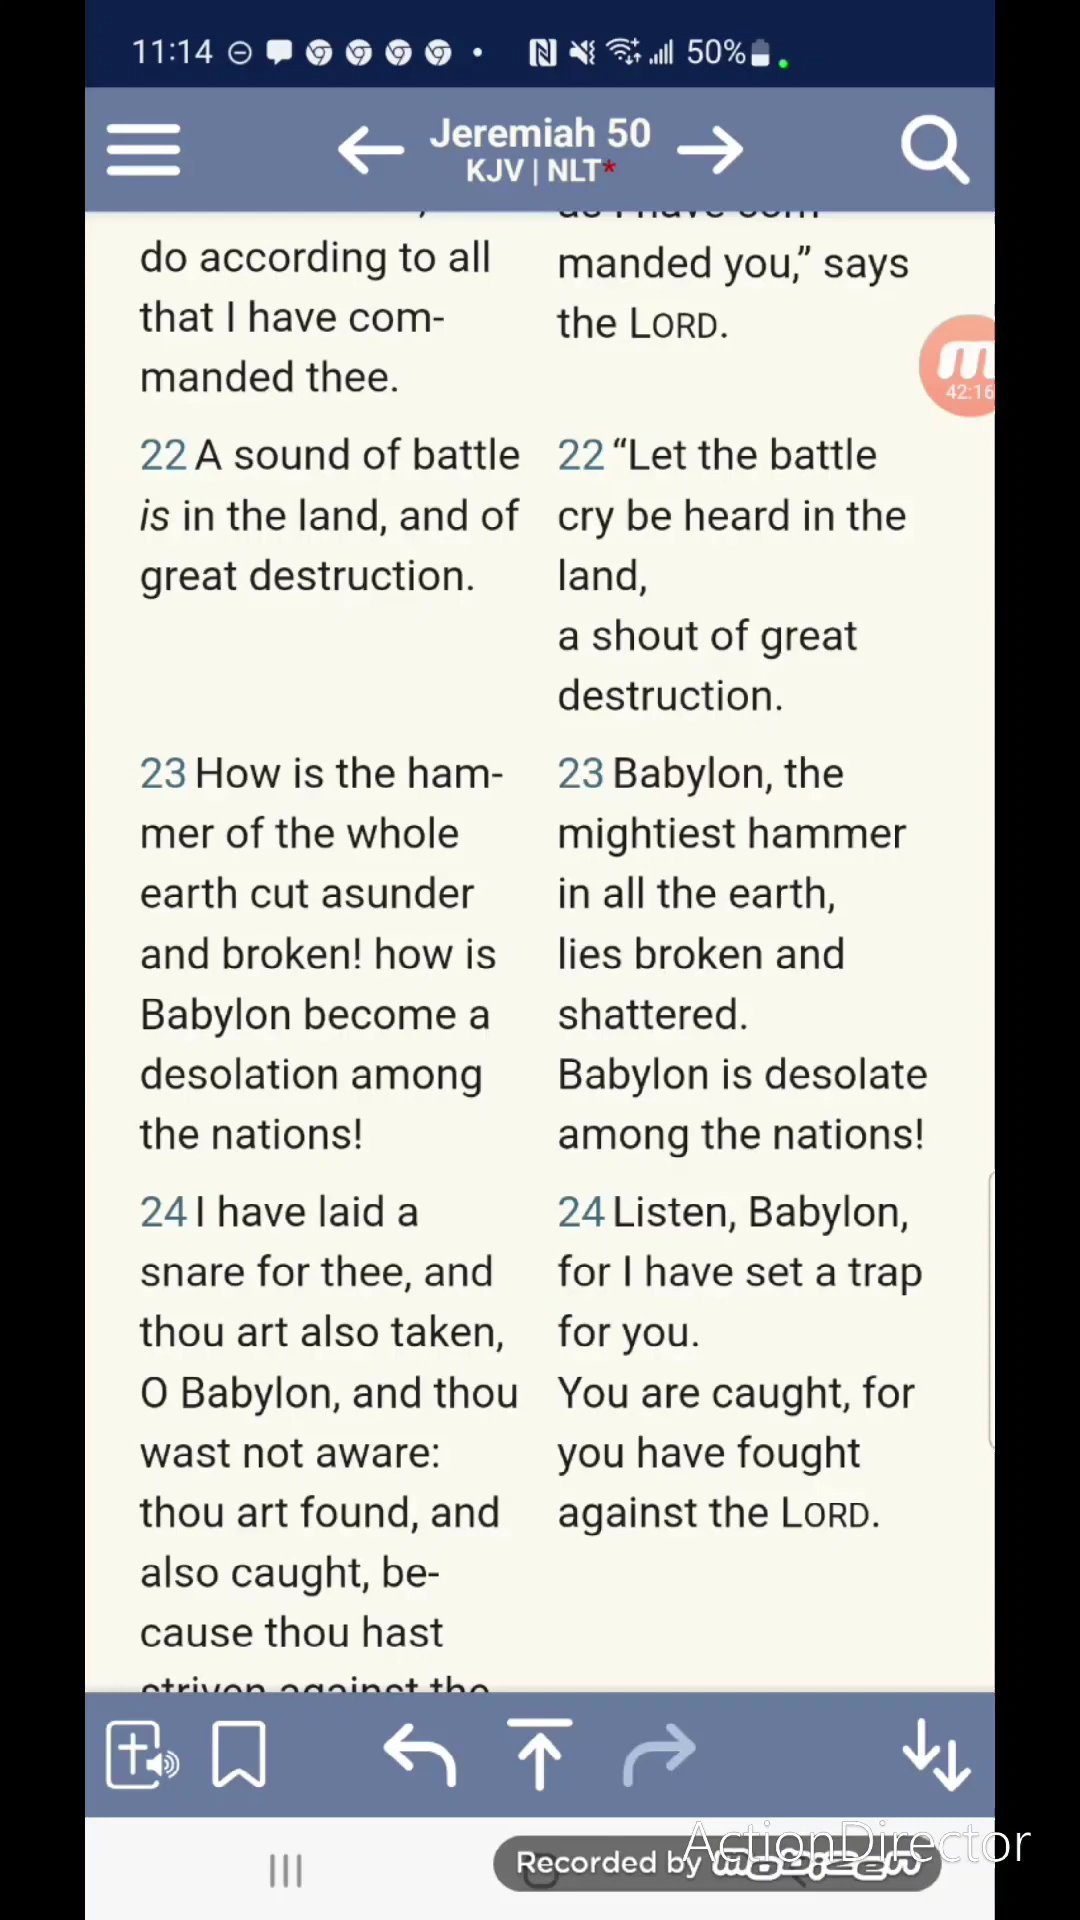 11:14
50%
Jeremiah 50
KJV | NLT*
42:16
do according to all
that I have com-
manded thee.
22 A sound of battle
is in the land, and of
great destruction.
23 How is the ham-
mer of the whole
earth cut asunder
and broken! how is
Babylon become a
desolation among
the nations!
24 I have laid a
snare for thee, and
thou art also taken,
O Babylon, and thou
wast not aware:
thou art found, and
also caught, be-
cause thou hast
striven against the
as I have com-
manded you,” says
the LORD.
22 “Let the battle
cry be heard in the
land,
a shout of great
destruction.
23 Babylon, the
mightiest hammer
in all the earth,
lies broken and
shattered.
Babylon is desolate
among the nations!
24 Listen, Babylon,
for I have set a trap
for you.
You are caught, for
you have fought
against the LORD.
ActionDirector
Recorded by MOBIZEN